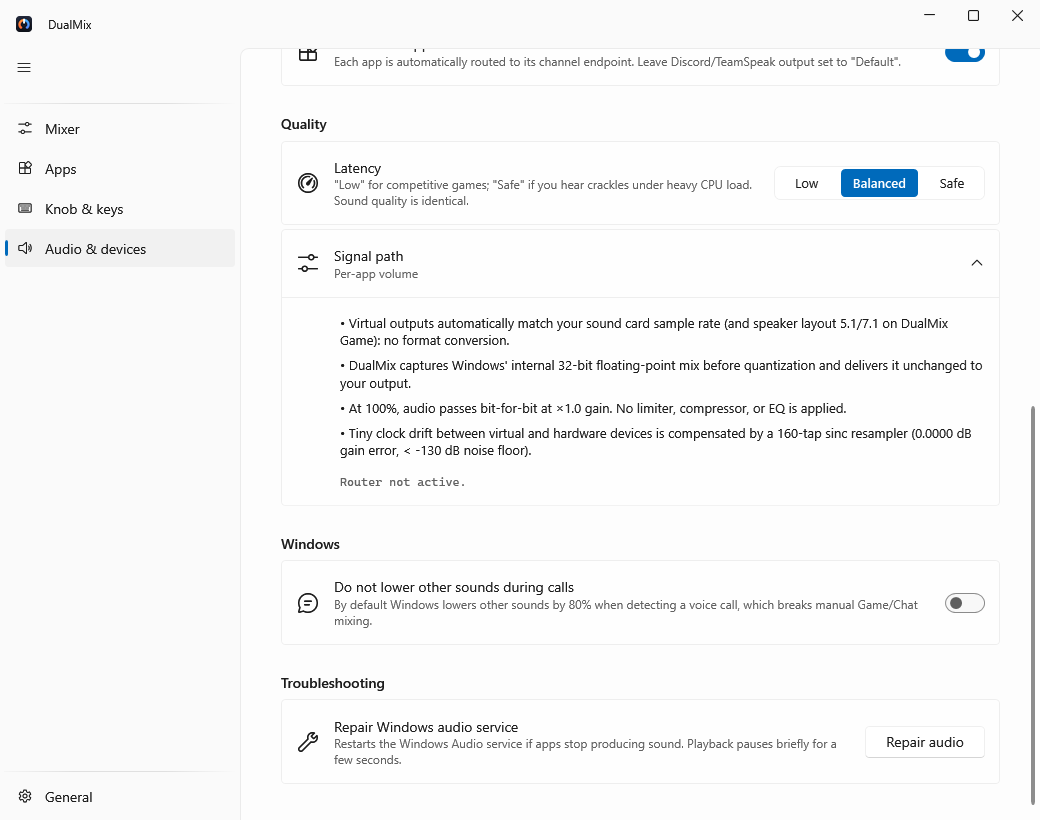 DualMix
Each app is automatically routed to its channel endpoint. Leave Discord/TeamSpeak output set to "Default".
Mixer
Apps
Knob & keys
Audio & devices
General
Quality
Latency
"Low" for competitive games; "Safe" if you hear crackles under heavy CPU load.
Sound quality is identical.
Low
Balanced
Safe
Signal path
Per-app volume
• Virtual outputs automatically match your sound card sample rate (and speaker layout 5.1/7.1 on DualMix
Game): no format conversion.
• DualMix captures Windows' internal 32-bit floating-point mix before quantization and delivers it unchanged to
your output.
• At 100%, audio passes bit-for-bit at ×1.0 gain. No limiter, compressor, or EQ is applied.
• Tiny clock drift between virtual and hardware devices is compensated by a 160-tap sinc resampler (0.0000 dB
gain error, < -130 dB noise floor).
Router not active.
Windows
Do not lower other sounds during calls
By default Windows lowers other sounds by 80% when detecting a voice call, which breaks manual Game/Chat
mixing.
Troubleshooting
Repair Windows audio service
Restarts the Windows Audio service if apps stop producing sound. Playback pauses briefly for a
few seconds.
Repair audio